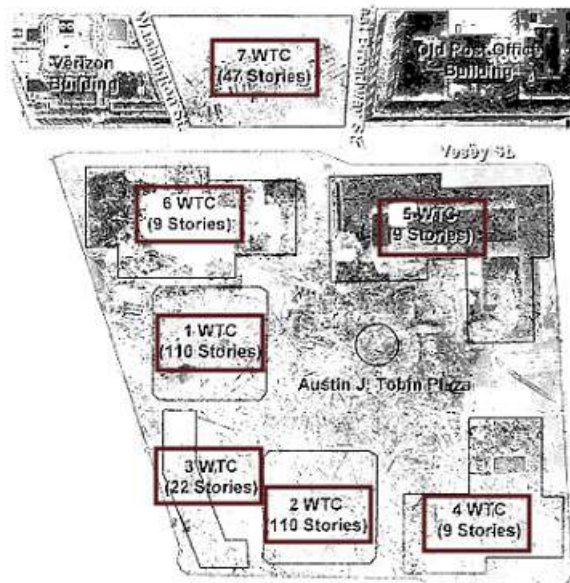 7 WTC
(47 Stories)
Verizon
Building
Washington St.
Old Post Office
Building
Vesey St.
6 WTC
(9 Stories)
5 WTC
(9 Stories)
1 WTC
(110 Stories)
Austin J. Tobin Plaza
3 WTC
(22 Stories)
2 WTC
(110 Stories)
4 WTC
(9 Stories)